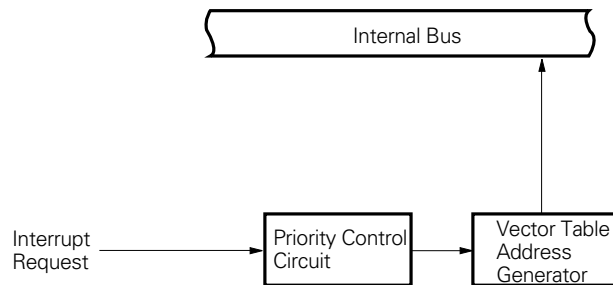 Internal Bus
Interrupt
Request
Priority Control
Circuit
Vector Table
Address
Generator